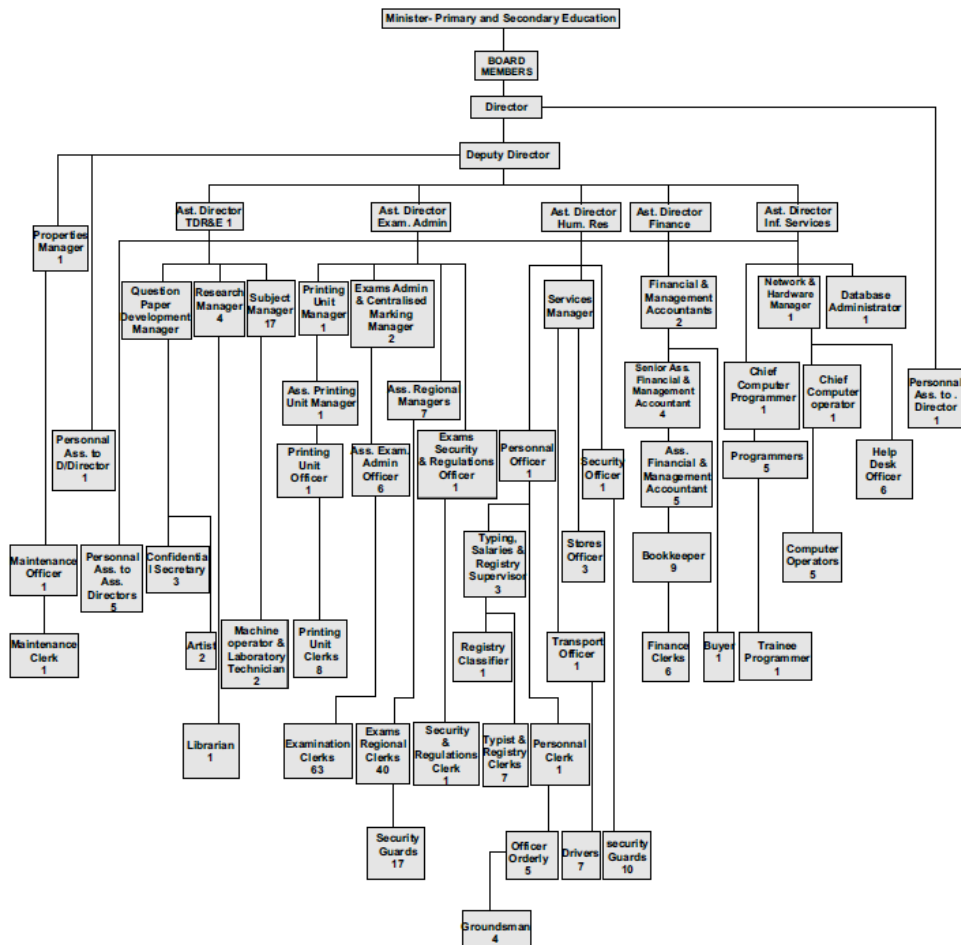 Minister- Primary and Secondary Education
BOARD
MEMBERS
Director
Deputy Director
Ast. Director
TDR&E 1
Ast. Director
Exam. Admin
Ast. Director
Hum. Res
Ast. Director
Finance
Ast. Director
Inf. Services
Properties
Manager
1
Question
Paper
Development
Manager
Research
Manager
4
Subject
Manager
17
Printing
Unit Manager
1
Exams Admin
& Centralised
Marking
Manager
2
Services
Manager
Financial &
Management
Accountants
2
Network &
Hardware
Manager
1
Database
Administrator
1
Ass. Printing
Unit Manager
1
Ass. Regional
Managers
7
Senior Ass.
Financial &
Management
Accountant
4
Chief
Computer
Programmer
1
Chief
Computer
operator
1
Personnal
Ass. to .
Director
1
Personnal
Ass. to
D/Director
1
Printing
Unit
Officer
1
Ass. Exam.
Admin
Officer
6
Exams
Security
& Regulations
Officer
1
Personnal
Officer
1
Security
Officer
1
Ass.
Financial &
Management
Accountant
5
Programmers
5
Help
Desk
Officer
6
Maintenance
Officer
1
Personnal
Ass. to
Ass.
Directors
5
Confidentia
l Secretary
3
Typing,
Salaries &
Registry
Supervisor
3
Stores
Officer
3
Bookkeeper
9
Computer
Operators
5
Maintenance
Clerk
1
Artist
2
Machine
operator &
Laboratory
Technician
2
Printing
Unit
Clerks
8
Registry
Classifier
1
Transport
Officer
1
Finance
Clerks
6
Buyer
1
Trainee
Programmer
1
Librarian
1
Examination
Clerks
63
Exams
Regional
Clerks
40
Security
&
Regulations
Clerk
1
Typist &
Registry
Clerks
7
Personnal
Clerk
1
Security
Guards
17
Officer
Orderly
5
Drivers
7
security
Guards
10
Groundsman
4